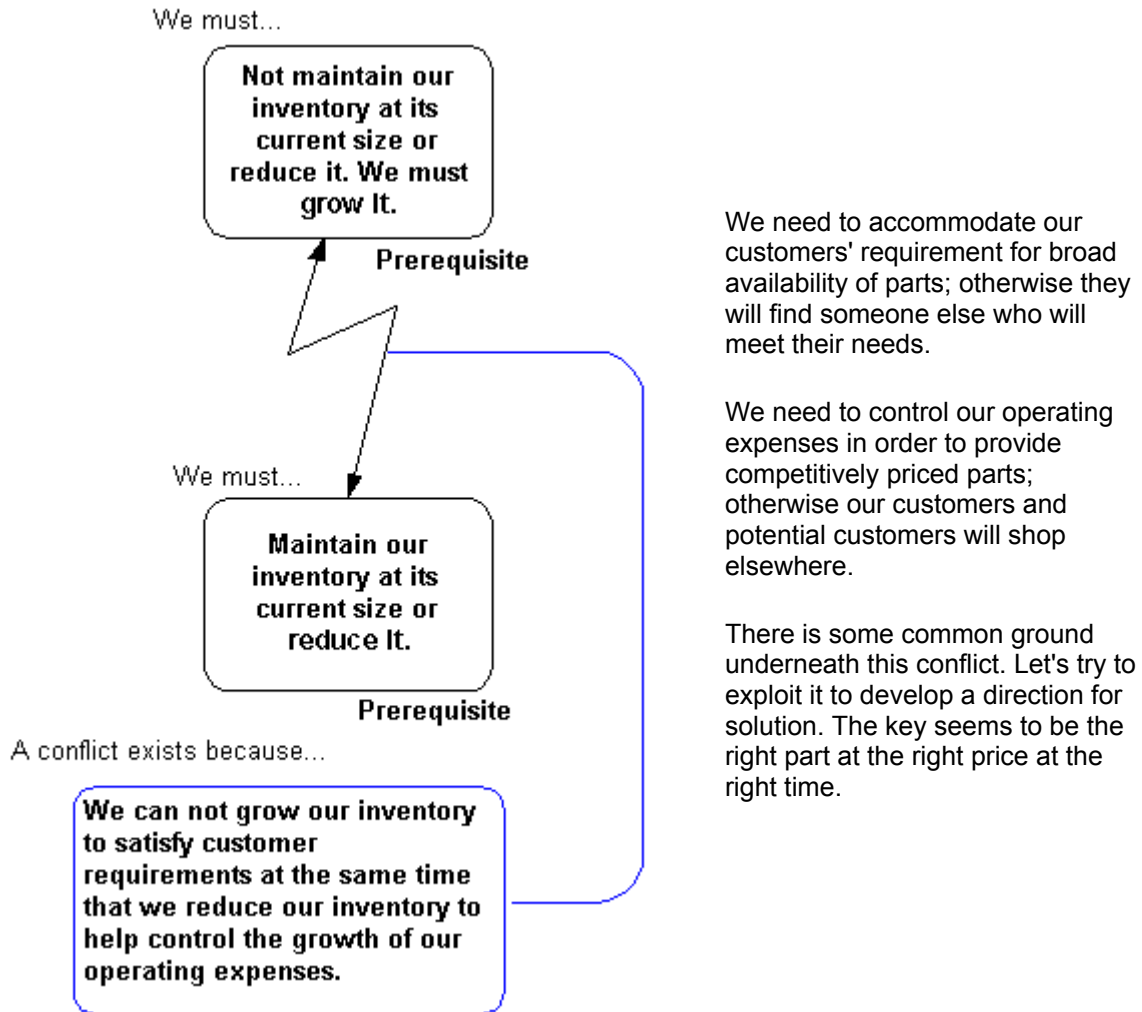 We must...
Not maintain our
inventory at its
current size or
reduce it. We must
grow It.
Prerequisite
We must...
Maintain our
inventory at its
current size or
reduce It.
Prerequisite
A conflict exists because...
We can not grow our inventory
to satisfy customer
requirements at the same time
that we reduce our inventory to
help control the growth of our
operating expenses.
We need to accommodate our
customers' requirement for broad
availability of parts; otherwise they
will find someone else who will
meet their needs.
We need to control our operating
expenses in order to provide
competitively priced parts;
otherwise our customers and
potential customers will shop
elsewhere.
There is some common ground
underneath this conflict. Let's try to
exploit it to develop a direction for
solution. The key seems to be the
right part at the right price at the
right time.